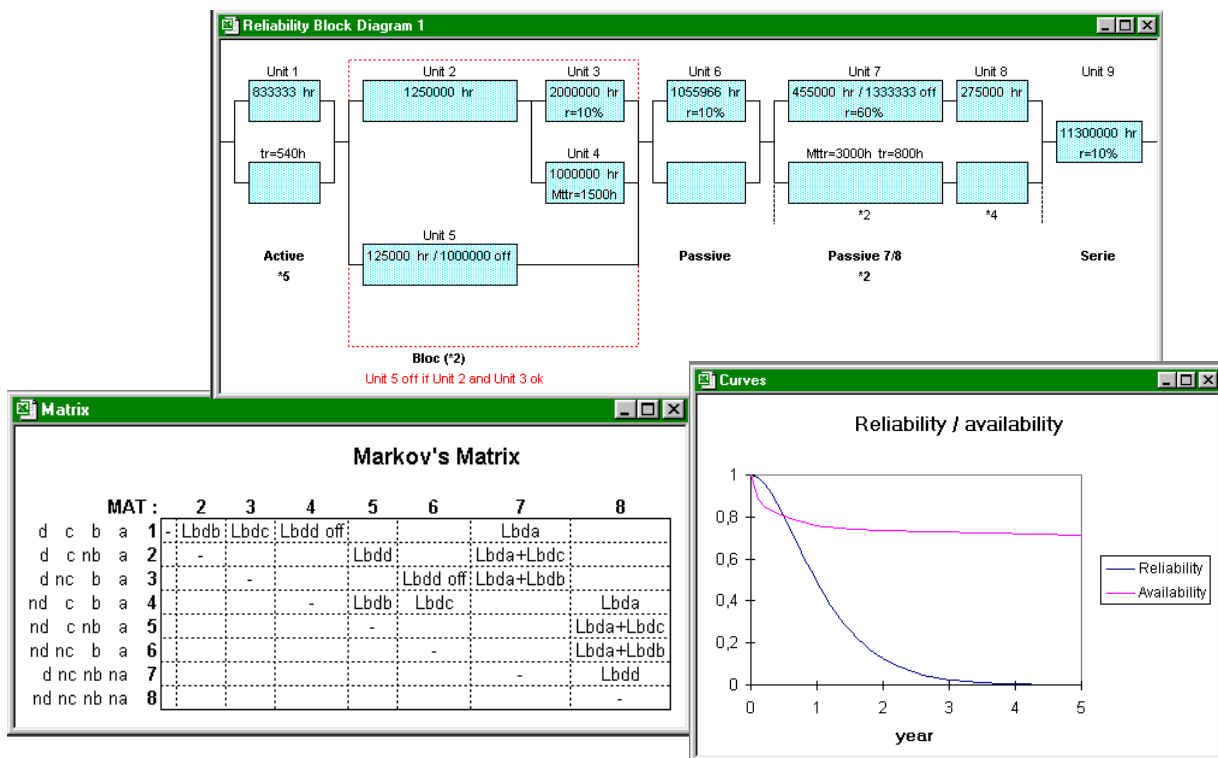 Reliability Block Diagram 1
Unit 1 Unit 2 Unit 3 Unit 6 Unit 7 Unit 8 Unit 9
833333 hr 1250000 hr 2000000 hr 1055966 hr 455000 hr / 1333333 off 275000 hr
r=10% r=10% r=60%
11300000 hr
r=10%
tr=540h Unit 4 Mttr=3000h tr=800h
1000000 hr
Mttr=1500h
*2 *4
Unit 5
125000 hr / 1000000 off
Active Passive Passive 7/8 Serie
*5 *2
Bloc (*2)
Unit 5 off if Unit 2 and Unit 3 ok
Matrix
Markov's Matrix
MAT : 2 3 4 5 6 7 8
d c b a 1 - Lbdb Lbdc Lbdd off Lbda
d c nb a 2 - Lbdd Lbda+Lbdc
d nc b a 3 - Lbdd off Lbda+Lbdb
nd c b a 4 - Lbdb Lbdc Lbda
nd c nb a 5 - Lbda+Lbdc
nd nc b a 6 - Lbda+Lbdb
d nc nb na 7 - Lbdd
nd nc nb na 8 -
Curves
Reliability / availability
1
0,8
0,6
0,4
0,2
0
0 1 2 3 4 5
year
Reliability
Availability